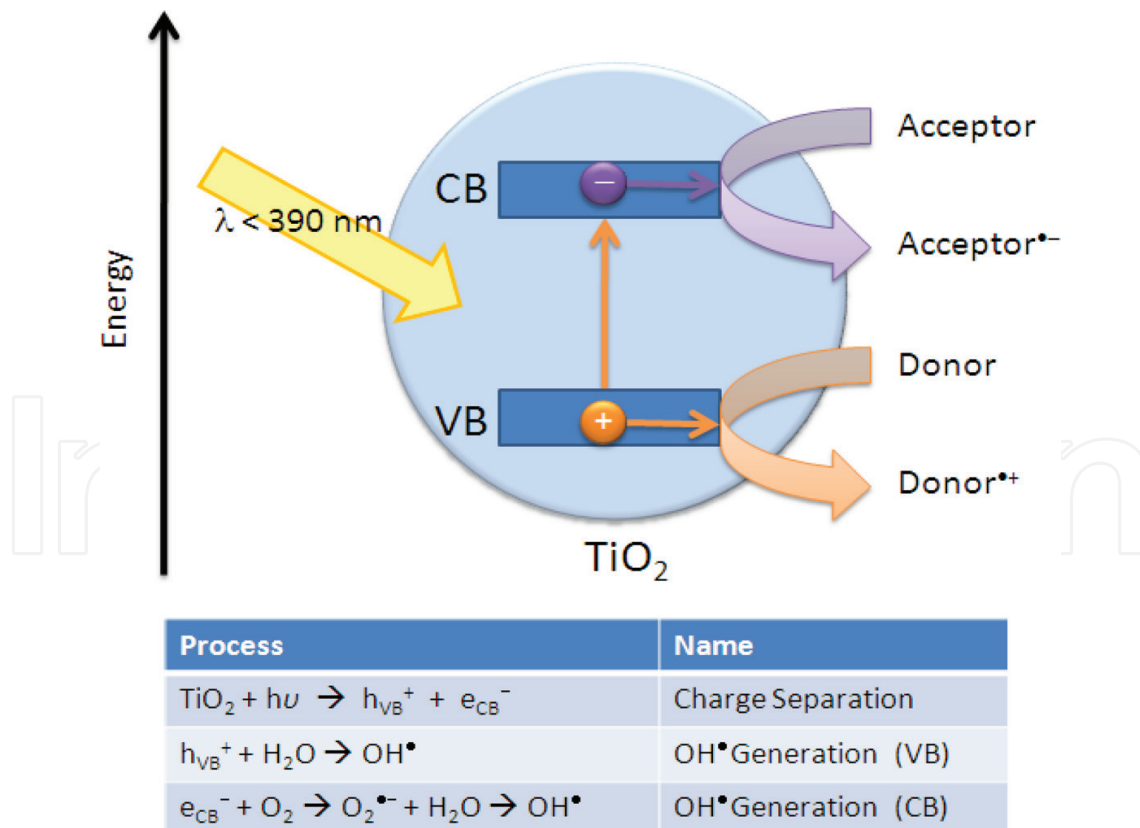 Energy
λ < 390 nm
CB
−
VB
+
TiO₂
Acceptor
Acceptor•−
Donor
Donor•+
Process Name
TiO₂ + hυ → hVB⁺ + eCB⁻ Charge Separation
hVB⁺ + H₂O → OH• OH• Generation (VB)
eCB⁻ + O₂ → O₂•− + H₂O → OH• OH• Generation (CB)